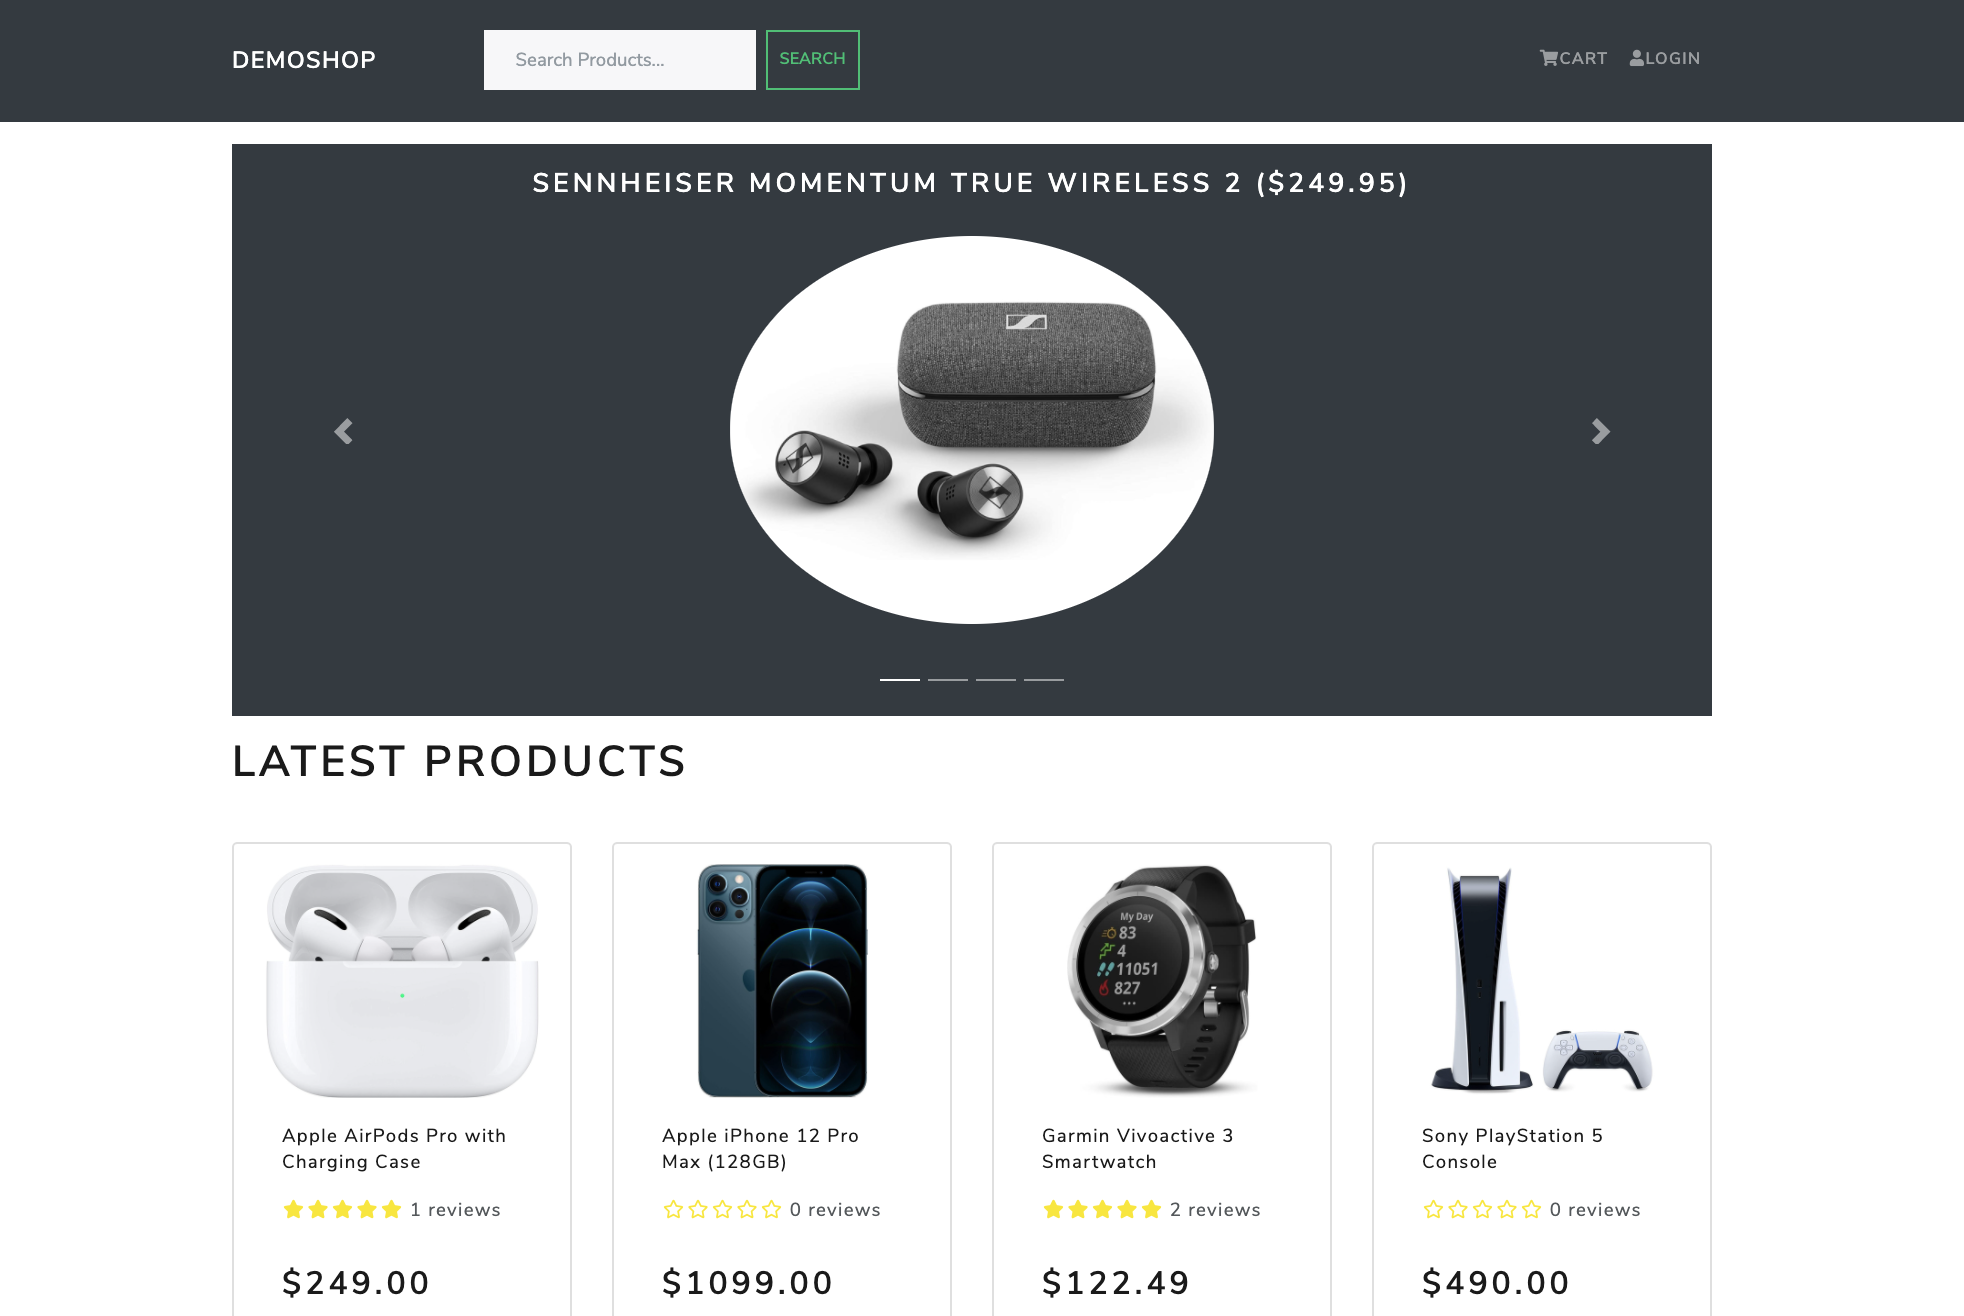 DEMOSHOP
Search Products...
SEARCH
CART
LOGIN
SENNHEISER MOMENTUM TRUE WIRELESS 2 ($249.95)
LATEST PRODUCTS
My Day
83
4
11051
827
Apple AirPods Pro with
Charging Case
1 reviews
$249.00
Apple iPhone 12 Pro
Max (128GB)
0 reviews
$1099.00
Garmin Vivoactive 3
Smartwatch
2 reviews
$122.49
Sony PlayStation 5
Console
0 reviews
$490.00